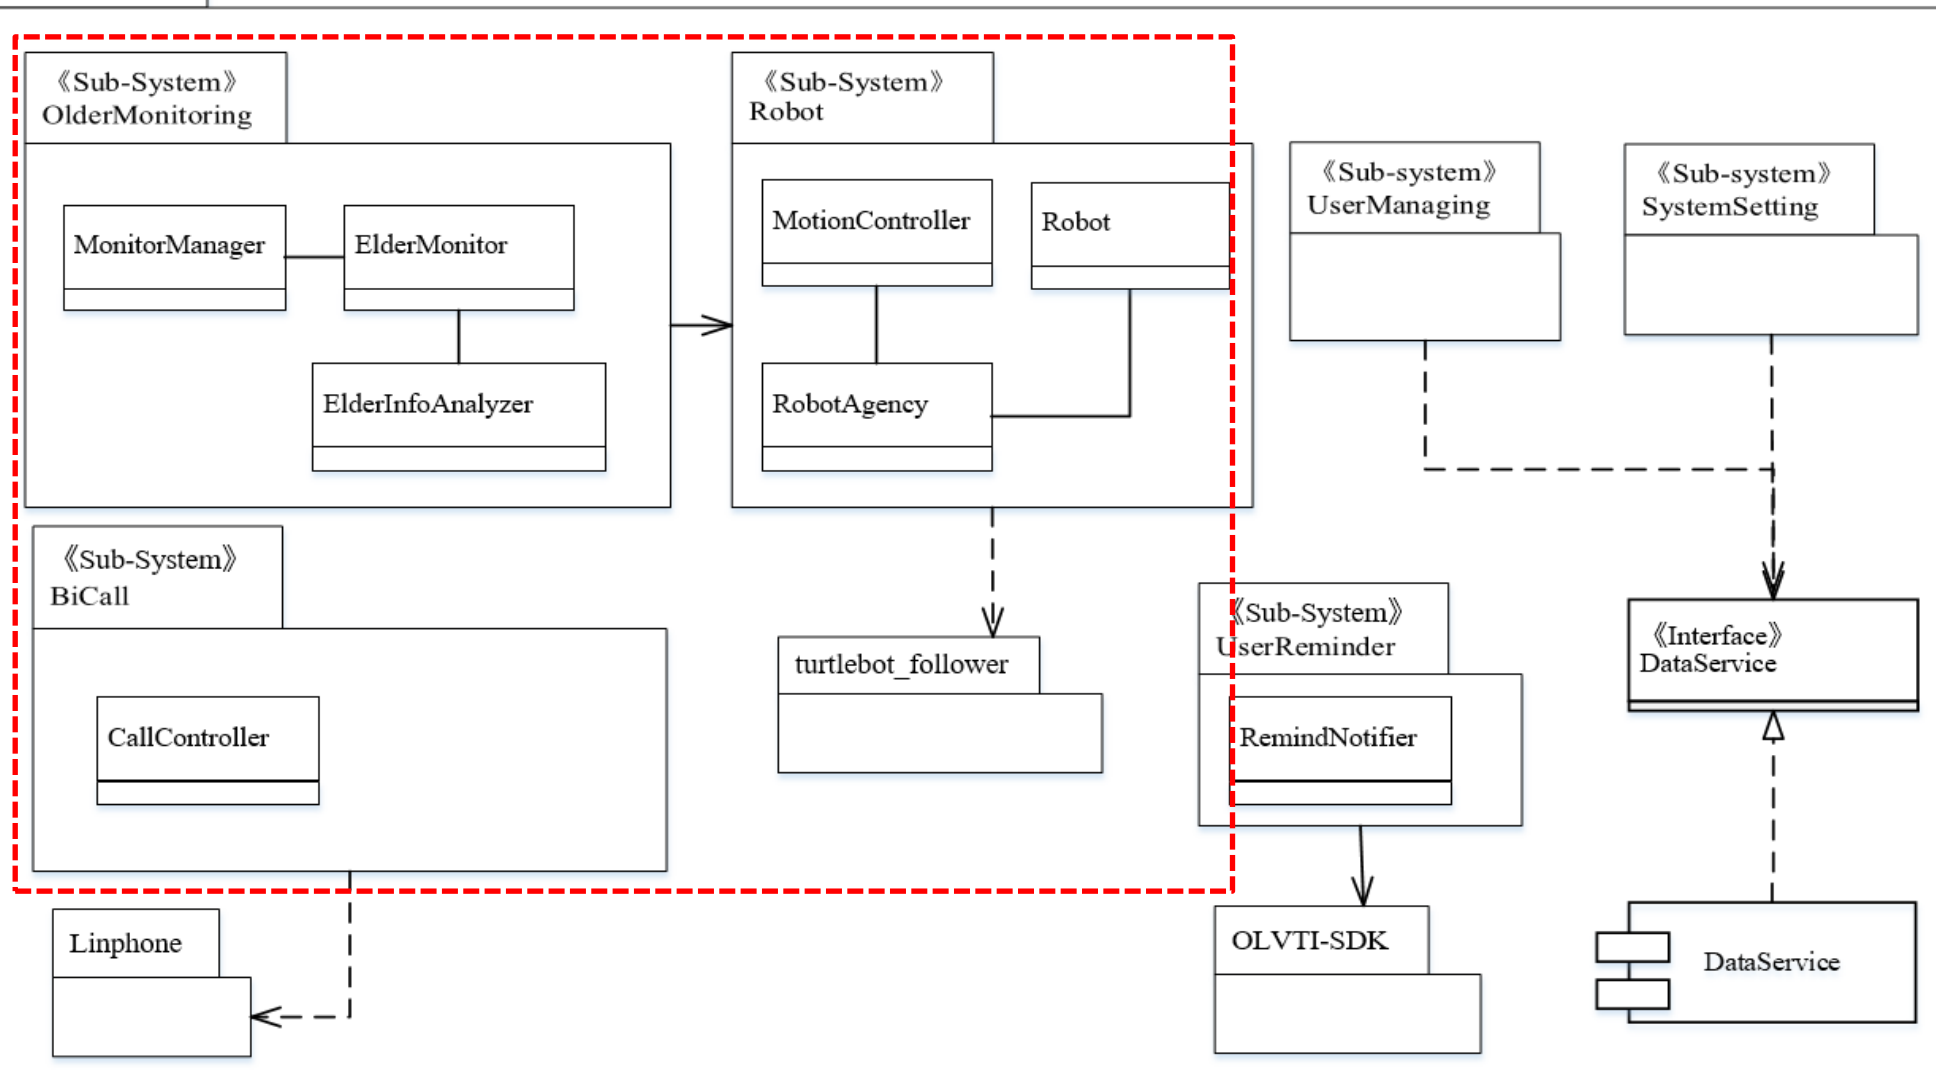 《Sub-System》
OlderMonitoring
MonitorManager
ElderMonitor
ElderInfoAnalyzer
《Sub-System》
Robot
MotionController
Robot
RobotAgency
《Sub-system》
UserManaging
《Sub-system》
SystemSetting
《Sub-System》
BiCall
CallController
turtlebot_follower
《Sub-System》
UserReminder
RemindNotifier
《Interface》
DataService
Linphone
OLVTI-SDK
DataService